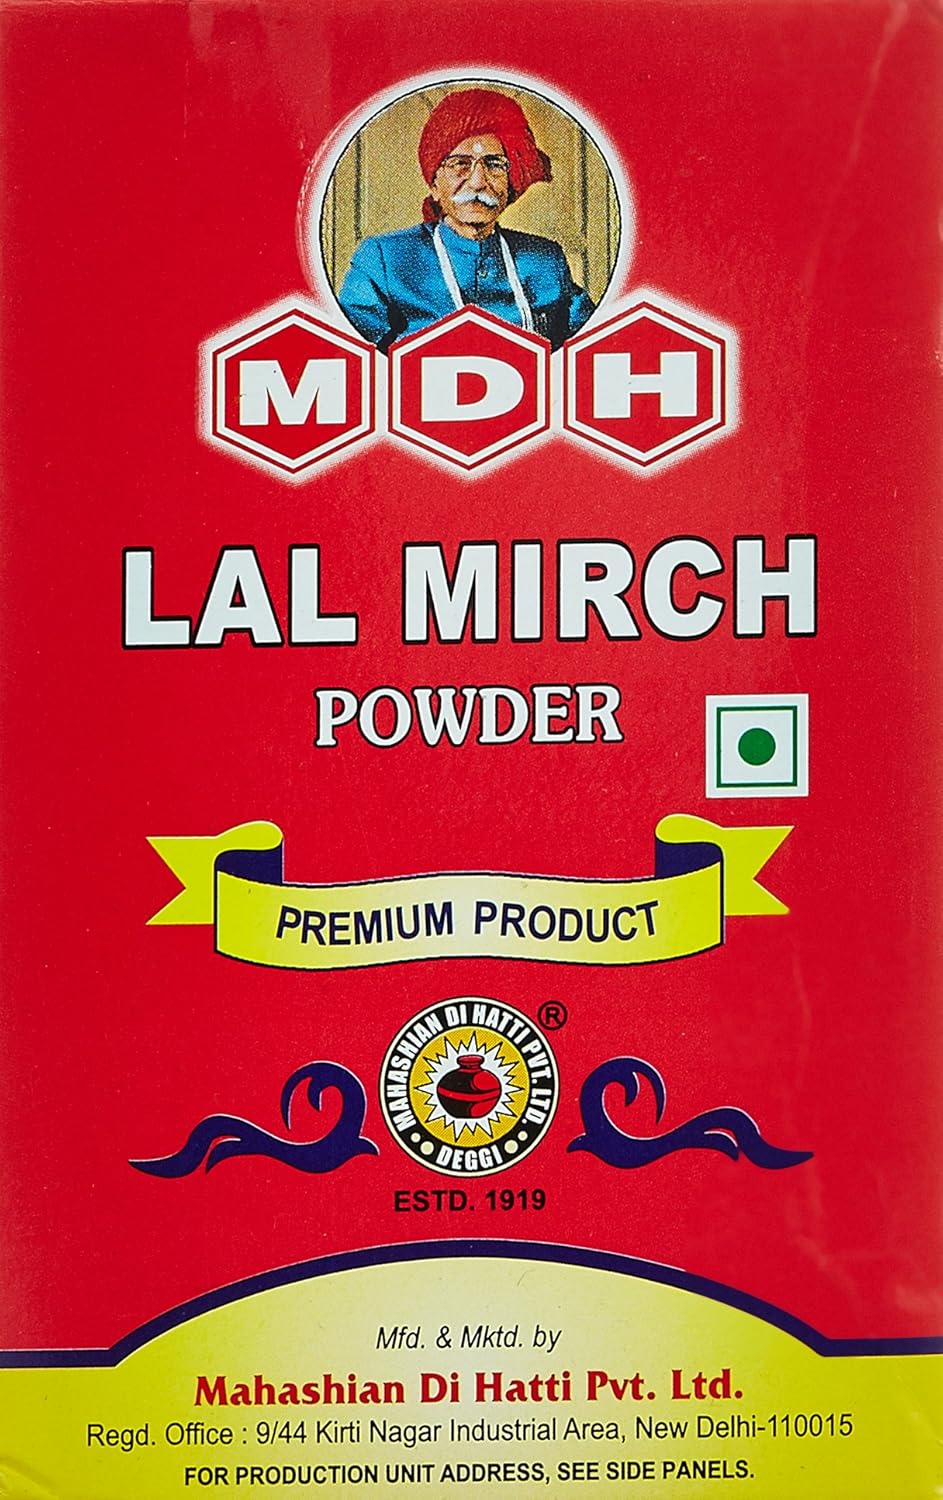 MDH
LAL MIRCH
POWDER
PREMIUM PRODUCT
MAHASHIAN DI HATTI PVT. LTD. ®
DEGGI
ESTD. 1919
Mfd. & Mktd. by
Mahashian Di Hatti Pvt. Ltd.
Regd. Office : 9/44 Kirti Nagar Industrial Area, New Delhi-110015
FOR PRODUCTION UNIT ADDRESS, SEE SIDE PANELS.